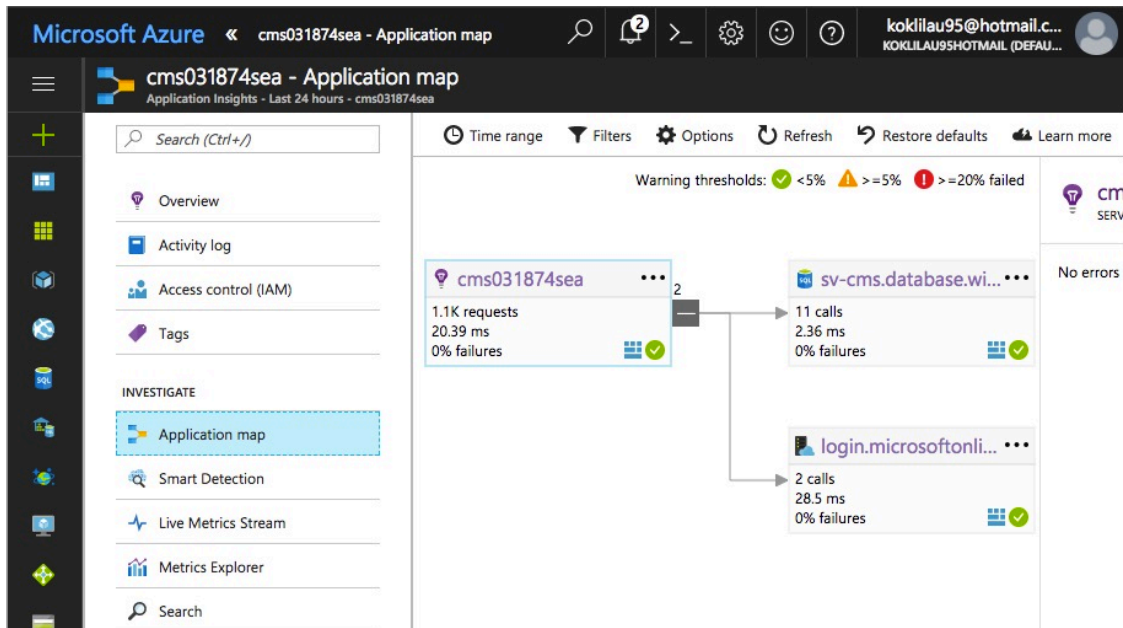 Microsoft Azure « cms031874sea - Application map 2 >_ ? koklilau95@hotmail.c...
KOKLILAU95HOTMAIL (DEFAU...
cms031874sea - Application map
Application Insights - Last 24 hours - cms031874sea
Search (Ctrl+/)
Overview
Activity log
Access control (IAM)
Tags
INVESTIGATE
Application map
Smart Detection
Live Metrics Stream
Metrics Explorer
Search
Time range Filters Options Refresh Restore defaults Learn more
Warning thresholds: <5% >=5% >=20% failed
cms031874sea ...
1.1K requests
20.39 ms
0% failures
2
sv-cms.database.wi... ...
11 calls
2.36 ms
0% failures
login.microsoftonli... ...
2 calls
28.5 ms
0% failures
cm
SERV
No errors